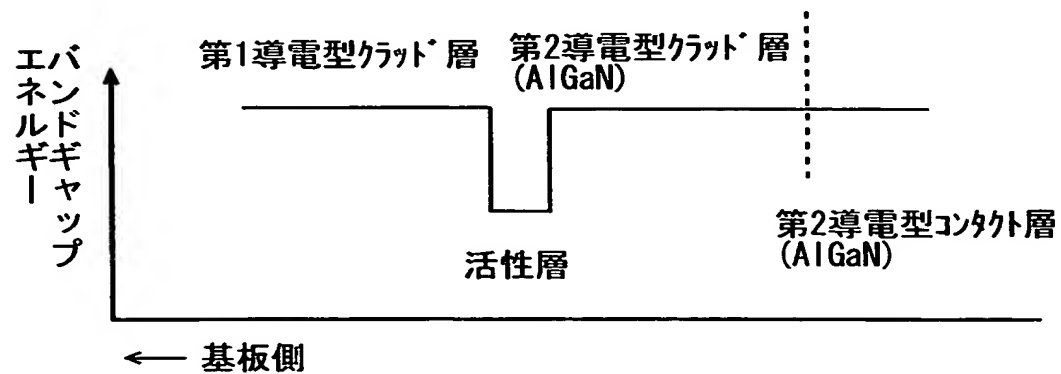 バンドギャップ
エネルギー
第1導電型ｸﾗｯﾄﾞ層
第2導電型ｸﾗｯﾄﾞ層
(AlGaN)
第2導電型ｺﾝﾀｸﾄ層
(AlGaN)
活性層
← 基板側